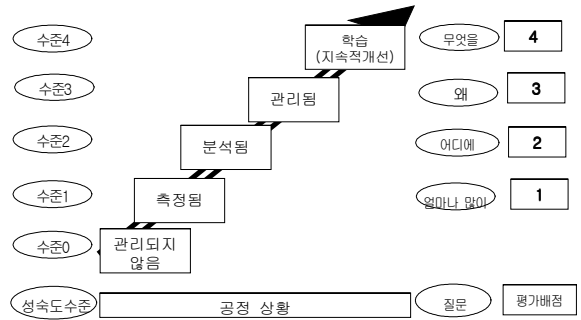 수준4
학습
(지속적개선)
무엇을
4
수준3
관리됨
왜
3
수준2
분석됨
어디에
2
수준1
측정됨
얼마나 많이
1
수준0
관리되지
않음
성숙도수준
공정 상황
질문
평가배점